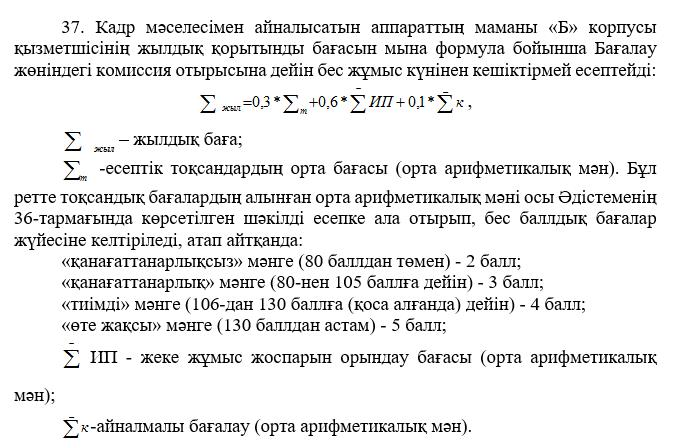 37. Кадр мәселесімен айналысатын аппараттың маманы «Б» корпусы
қызметшісінің жылдық қорытынды бағасын мына формула бойынша Бағалау
жөніндегі комиссия отырысына дейін бес жұмыс күнінен кешіктірмей есептейді:
∑ жыл =0,3 * ∑ т +0,6 * ∑̄ ИП + 0,1 * ∑̄ к ,
∑ жыл – жылдық баға;
∑ т -есептік тоқсандардың орта бағасы (орта арифметикалық мән). Бұл
ретте тоқсандық бағалардың алынған орта арифметикалық мәні осы Әдістеменің
36-тармағында көрсетілген шәкілді есепке ала отырып, бес баллдық бағалар
жүйесіне келтіріледі, атап айтқанда:
«қанағаттанарлықсыз» мәнге (80 баллдан төмен) - 2 балл;
«қанағаттанарлық» мәнге (80-нен 105 баллға дейін) - 3 балл;
«тиімді» мәнге (106-дан 130 баллға (қоса алғанда) дейін) - 4 балл;
«өте жақсы» мәнге (130 баллдан астам) - 5 балл;
∑̄ ИП - жеке жұмыс жоспарын орындау бағасы (орта арифметикалық
мән);
∑̄ к -айналмалы бағалау (орта арифметикалық мән).